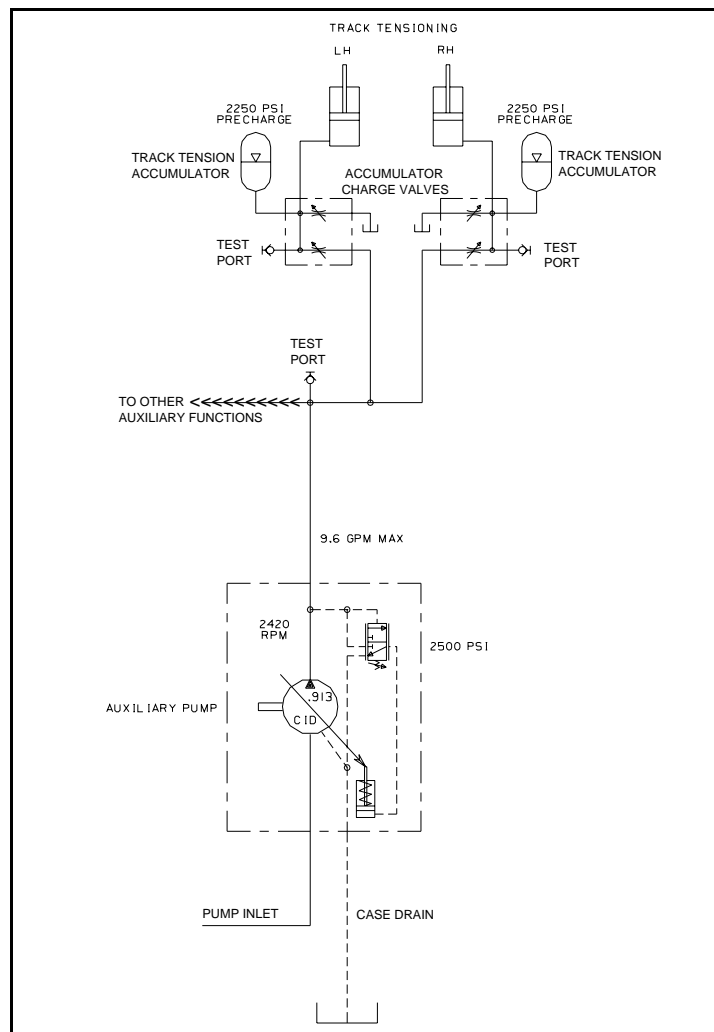 TRACK TENSIONING
LH
RH
2250 PSI
PRECHARGE
2250 PSI
PRECHARGE
TRACK TENSION
ACCUMULATOR
ACCUMULATOR
CHARGE VALVES
TRACK TENSION
ACCUMULATOR
TEST
PORT
TEST
PORT
TEST
PORT
TO OTHER
AUXILIARY FUNCTIONS
9.6 GPM MAX
2420
RPM
2500 PSI
AUXILIARY PUMP
.913
CID
PUMP INLET
CASE DRAIN